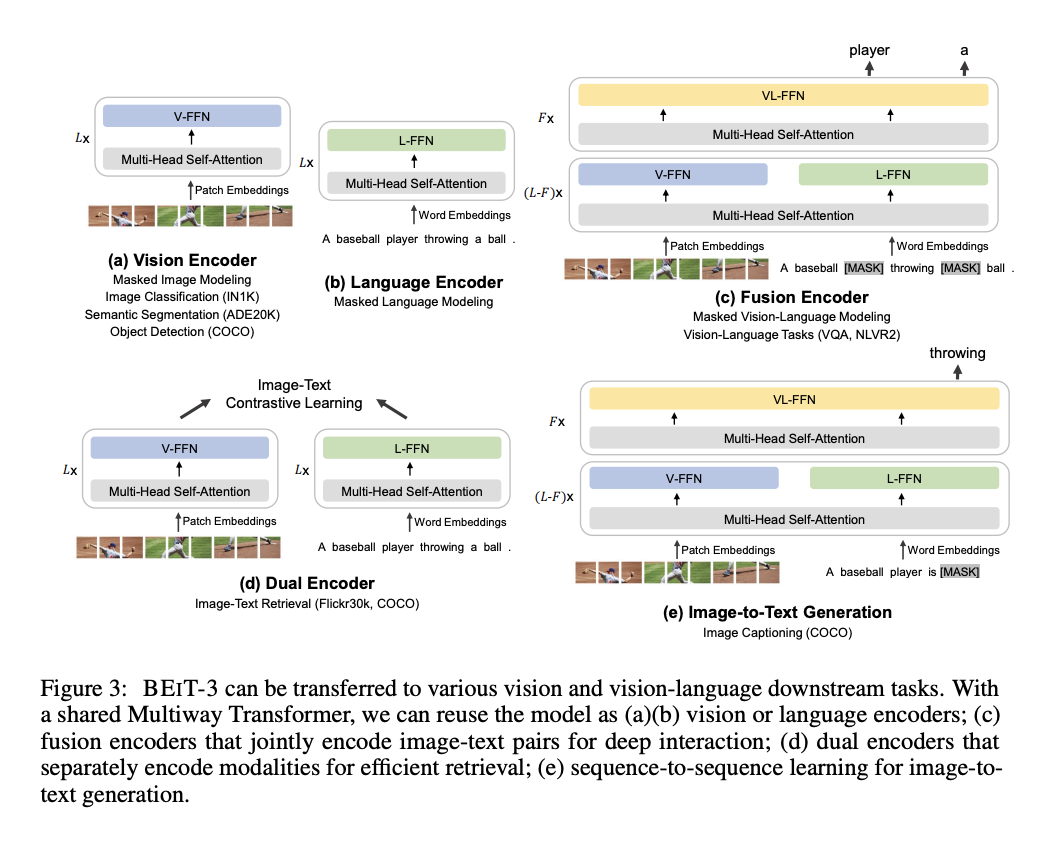 V-FFN
Lx
Multi-Head Self-Attention
Patch Embeddings
(a) Vision Encoder
Masked Image Modeling
Image Classification (IN1K)
Semantic Segmentation (ADE20K)
Object Detection (COCO)
L-FFN
Lx
Multi-Head Self-Attention
Word Embeddings
A baseball player throwing a ball .
(b) Language Encoder
Masked Language Modeling
player a
VL-FFN
Fx
Multi-Head Self-Attention
V-FFN L-FFN
(L-F)x
Multi-Head Self-Attention
Patch Embeddings Word Embeddings
A baseball [MASK] throwing [MASK] ball .
(c) Fusion Encoder
Masked Vision-Language Modeling
Vision-Language Tasks (VQA, NLVR2)
Image-Text
Contrastive Learning
V-FFN L-FFN
Lx Lx
Multi-Head Self-Attention Multi-Head Self-Attention
Patch Embeddings Word Embeddings
A baseball player throwing a ball .
(d) Dual Encoder
Image-Text Retrieval (Flickr30k, COCO)
throwing
VL-FFN
Fx
Multi-Head Self-Attention
V-FFN L-FFN
(L-F)x
Multi-Head Self-Attention
Patch Embeddings Word Embeddings
A baseball player is [MASK]
(e) Image-to-Text Generation
Image Captioning (COCO)
Figure 3: BEIT-3 can be transferred to various vision and vision-language downstream tasks. With
a shared Multiway Transformer, we can reuse the model as (a)(b) vision or language encoders; (c)
fusion encoders that jointly encode image-text pairs for deep interaction; (d) dual encoders that
separately encode modalities for efficient retrieval; (e) sequence-to-sequence learning for image-to-
text generation.